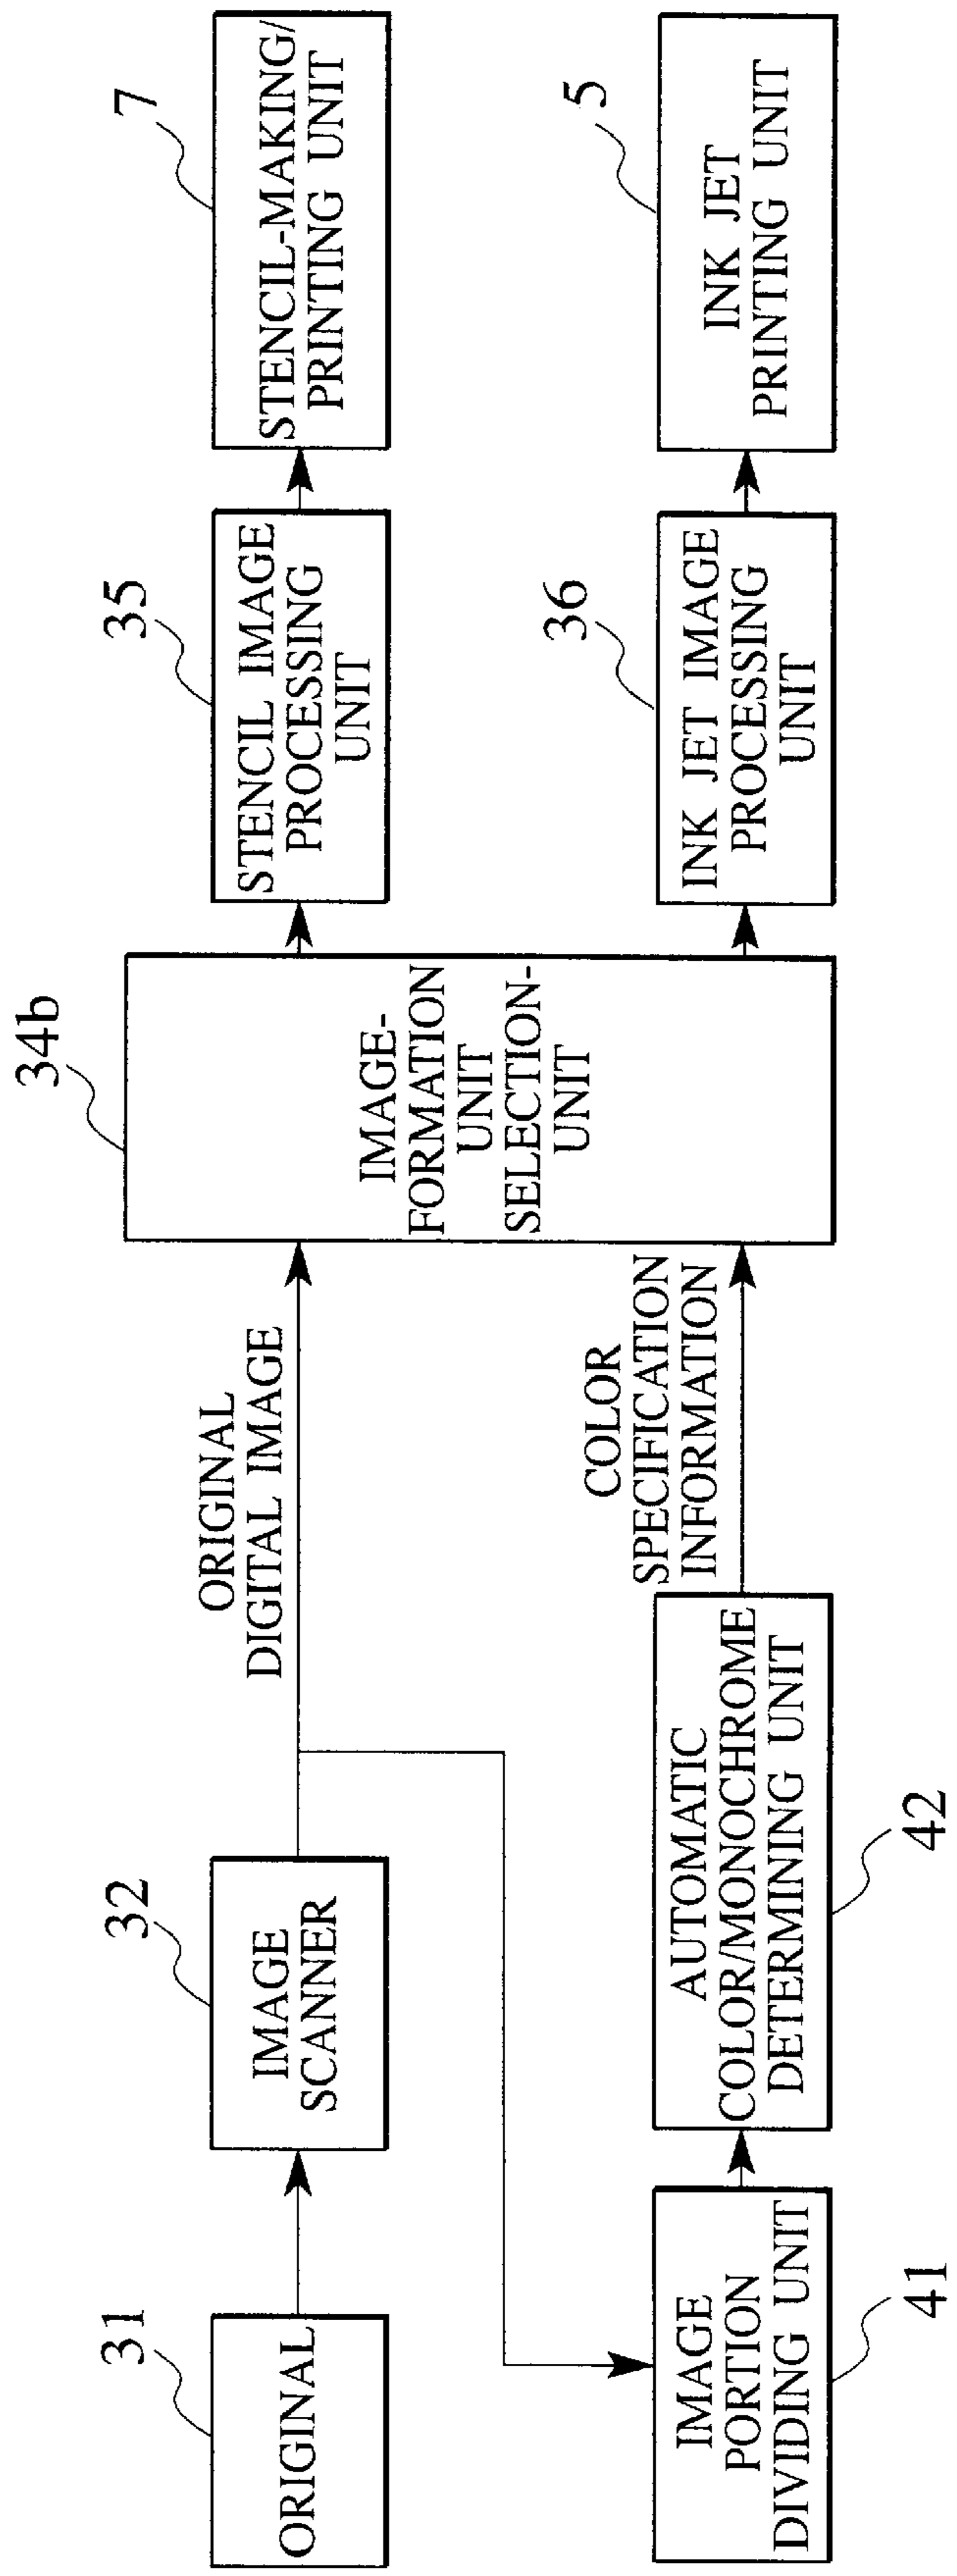 31
ORIGINAL
32
IMAGE
SCANNER
ORIGINAL
DIGITAL IMAGE
34b
IMAGE-
FORMATION
UNIT
SELECTION-
UNIT
35
STENCIL IMAGE
PROCESSING
UNIT
7
STENCIL-MAKING/
PRINTING UNIT
IMAGE
PORTION
DIVIDING UNIT
41
AUTOMATIC
COLOR/MONOCHROME
DETERMINING UNIT
42
COLOR
SPECIFICATION
INFORMATION
36
INK JET IMAGE
PROCESSING
UNIT
5
INK JET
PRINTING UNIT